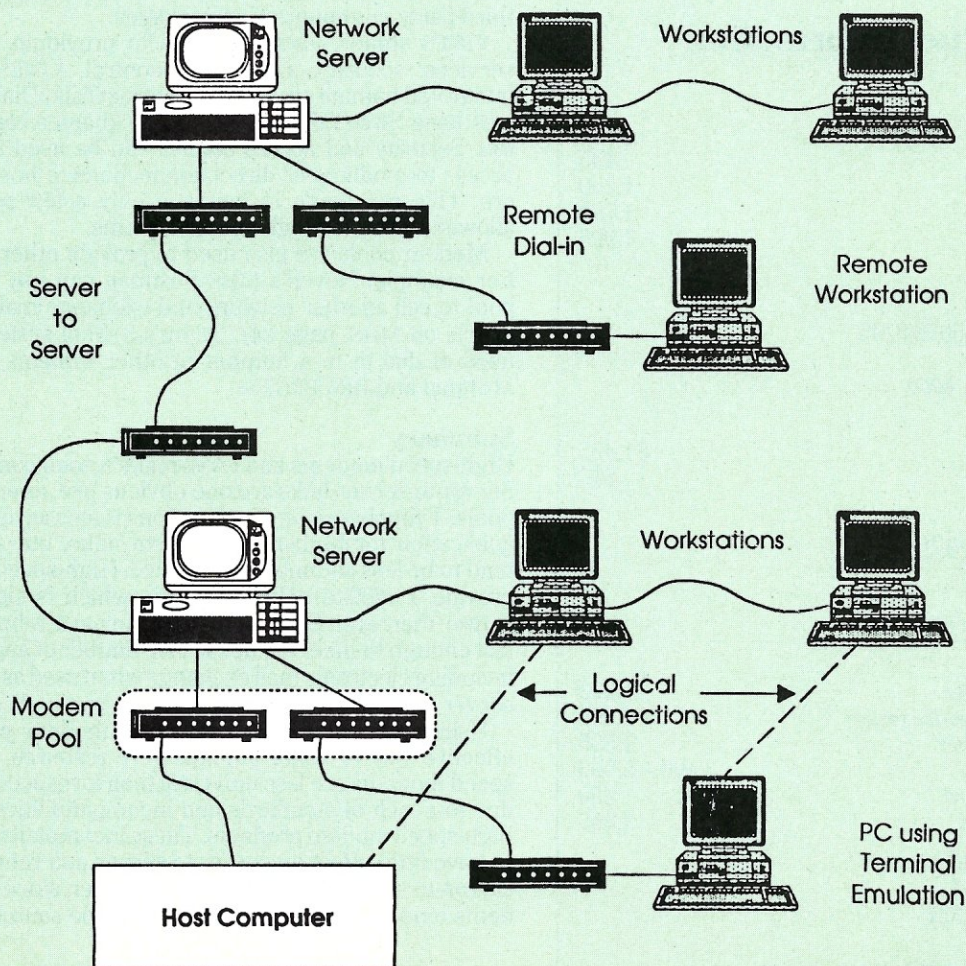 Network
Server
Workstations
Remote
Dial-in
Remote
Workstation
Server
to
Server
Network
Server
Workstations
Logical
Connections
Modem
Pool
PC using
Terminal
Emulation
Host Computer